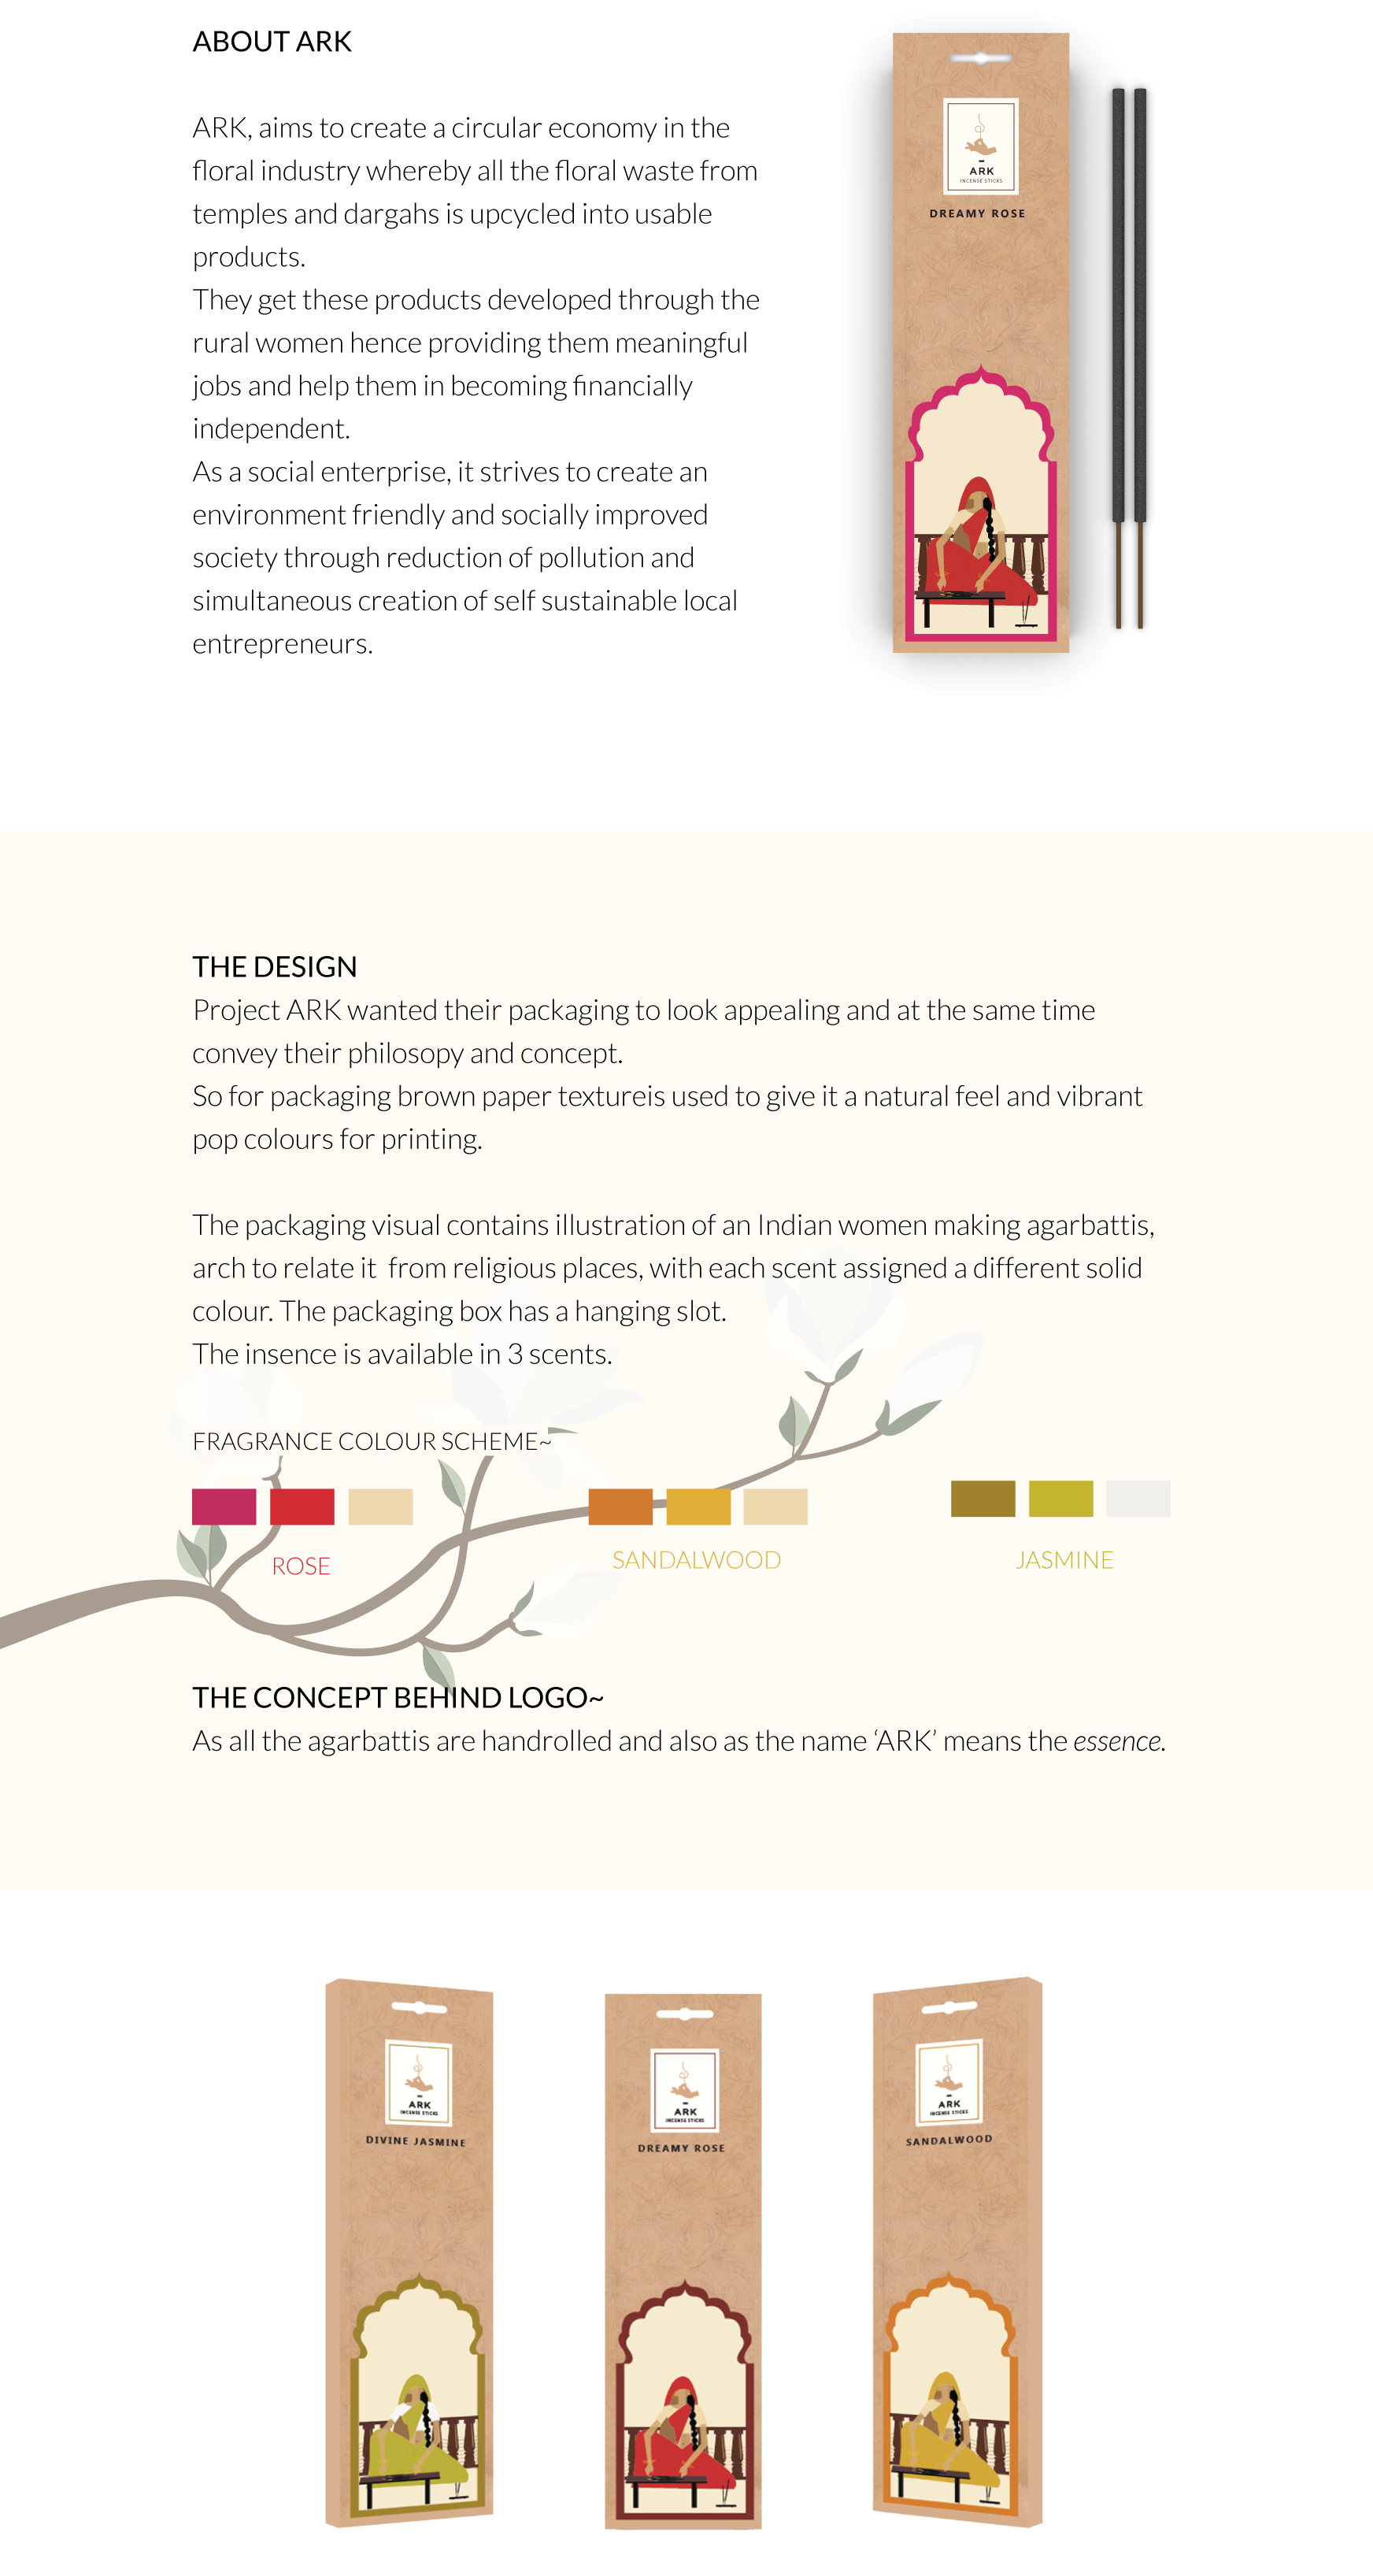 ABOUT ARK
ARK, aims to create a circular economy in the
floral industry whereby all the floral waste from
temples and dargahs is upcycled into usable
products.
They get these products developed through the
rural women hence providing them meaningful
jobs and help them in becoming financially
independent.
As a social enterprise, it strives to create an
environment friendly and socially improved
society through reduction of pollution and
simultaneous creation of self sustainable local
entrepreneurs.
ARK
INCENSE STICKS
DREAMY ROSE
THE DESIGN
Project ARK wanted their packaging to look appealing and at the same time
convey their philosopy and concept.
So for packaging brown paper textureis used to give it a natural feel and vibrant
pop colours for printing.
The packaging visual contains illustration of an Indian women making agarbattis,
arch to relate it  from religious places, with each scent assigned a different solid
colour. The packaging box has a hanging slot.
The insence is available in 3 scents.
FRAGRANCE COLOUR SCHEME~
ROSE
SANDALWOOD
JASMINE
THE CONCEPT BEHIND LOGO~
As all the agarbattis are handrolled and also as the name ‘ARK’ means the essence.
ARK
INCENSE STICKS
DIVINE JASMINE
ARK
INCENSE STICKS
DREAMY ROSE
ARK
INCENSE STICKS
SANDALWOOD